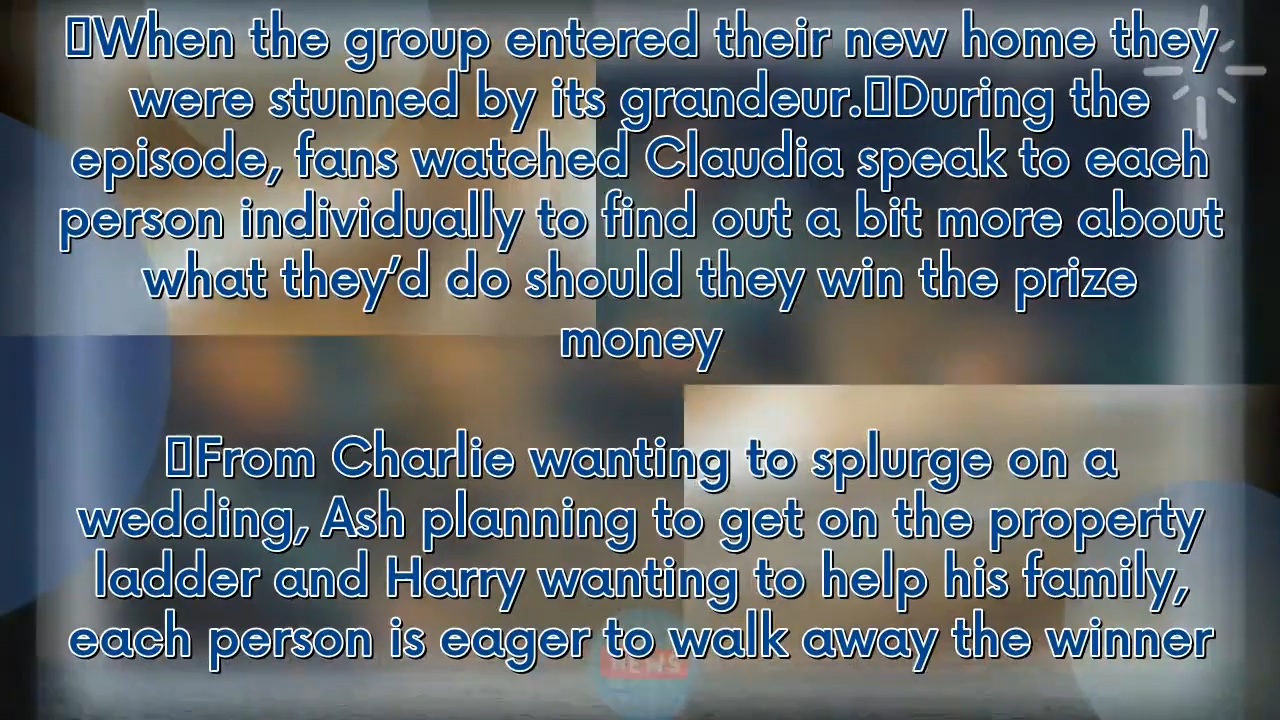 ▯When the group entered their new home they
were stunned by its grandeur.▯During the
episode, fans watched Claudia speak to each
person individually to find out a bit more about
what they’d do should they win the prize
money
▯From Charlie wanting to splurge on a
wedding, Ash planning to get on the property
ladder and Harry wanting to help his family,
each person is eager to walk away the winner
NEWS